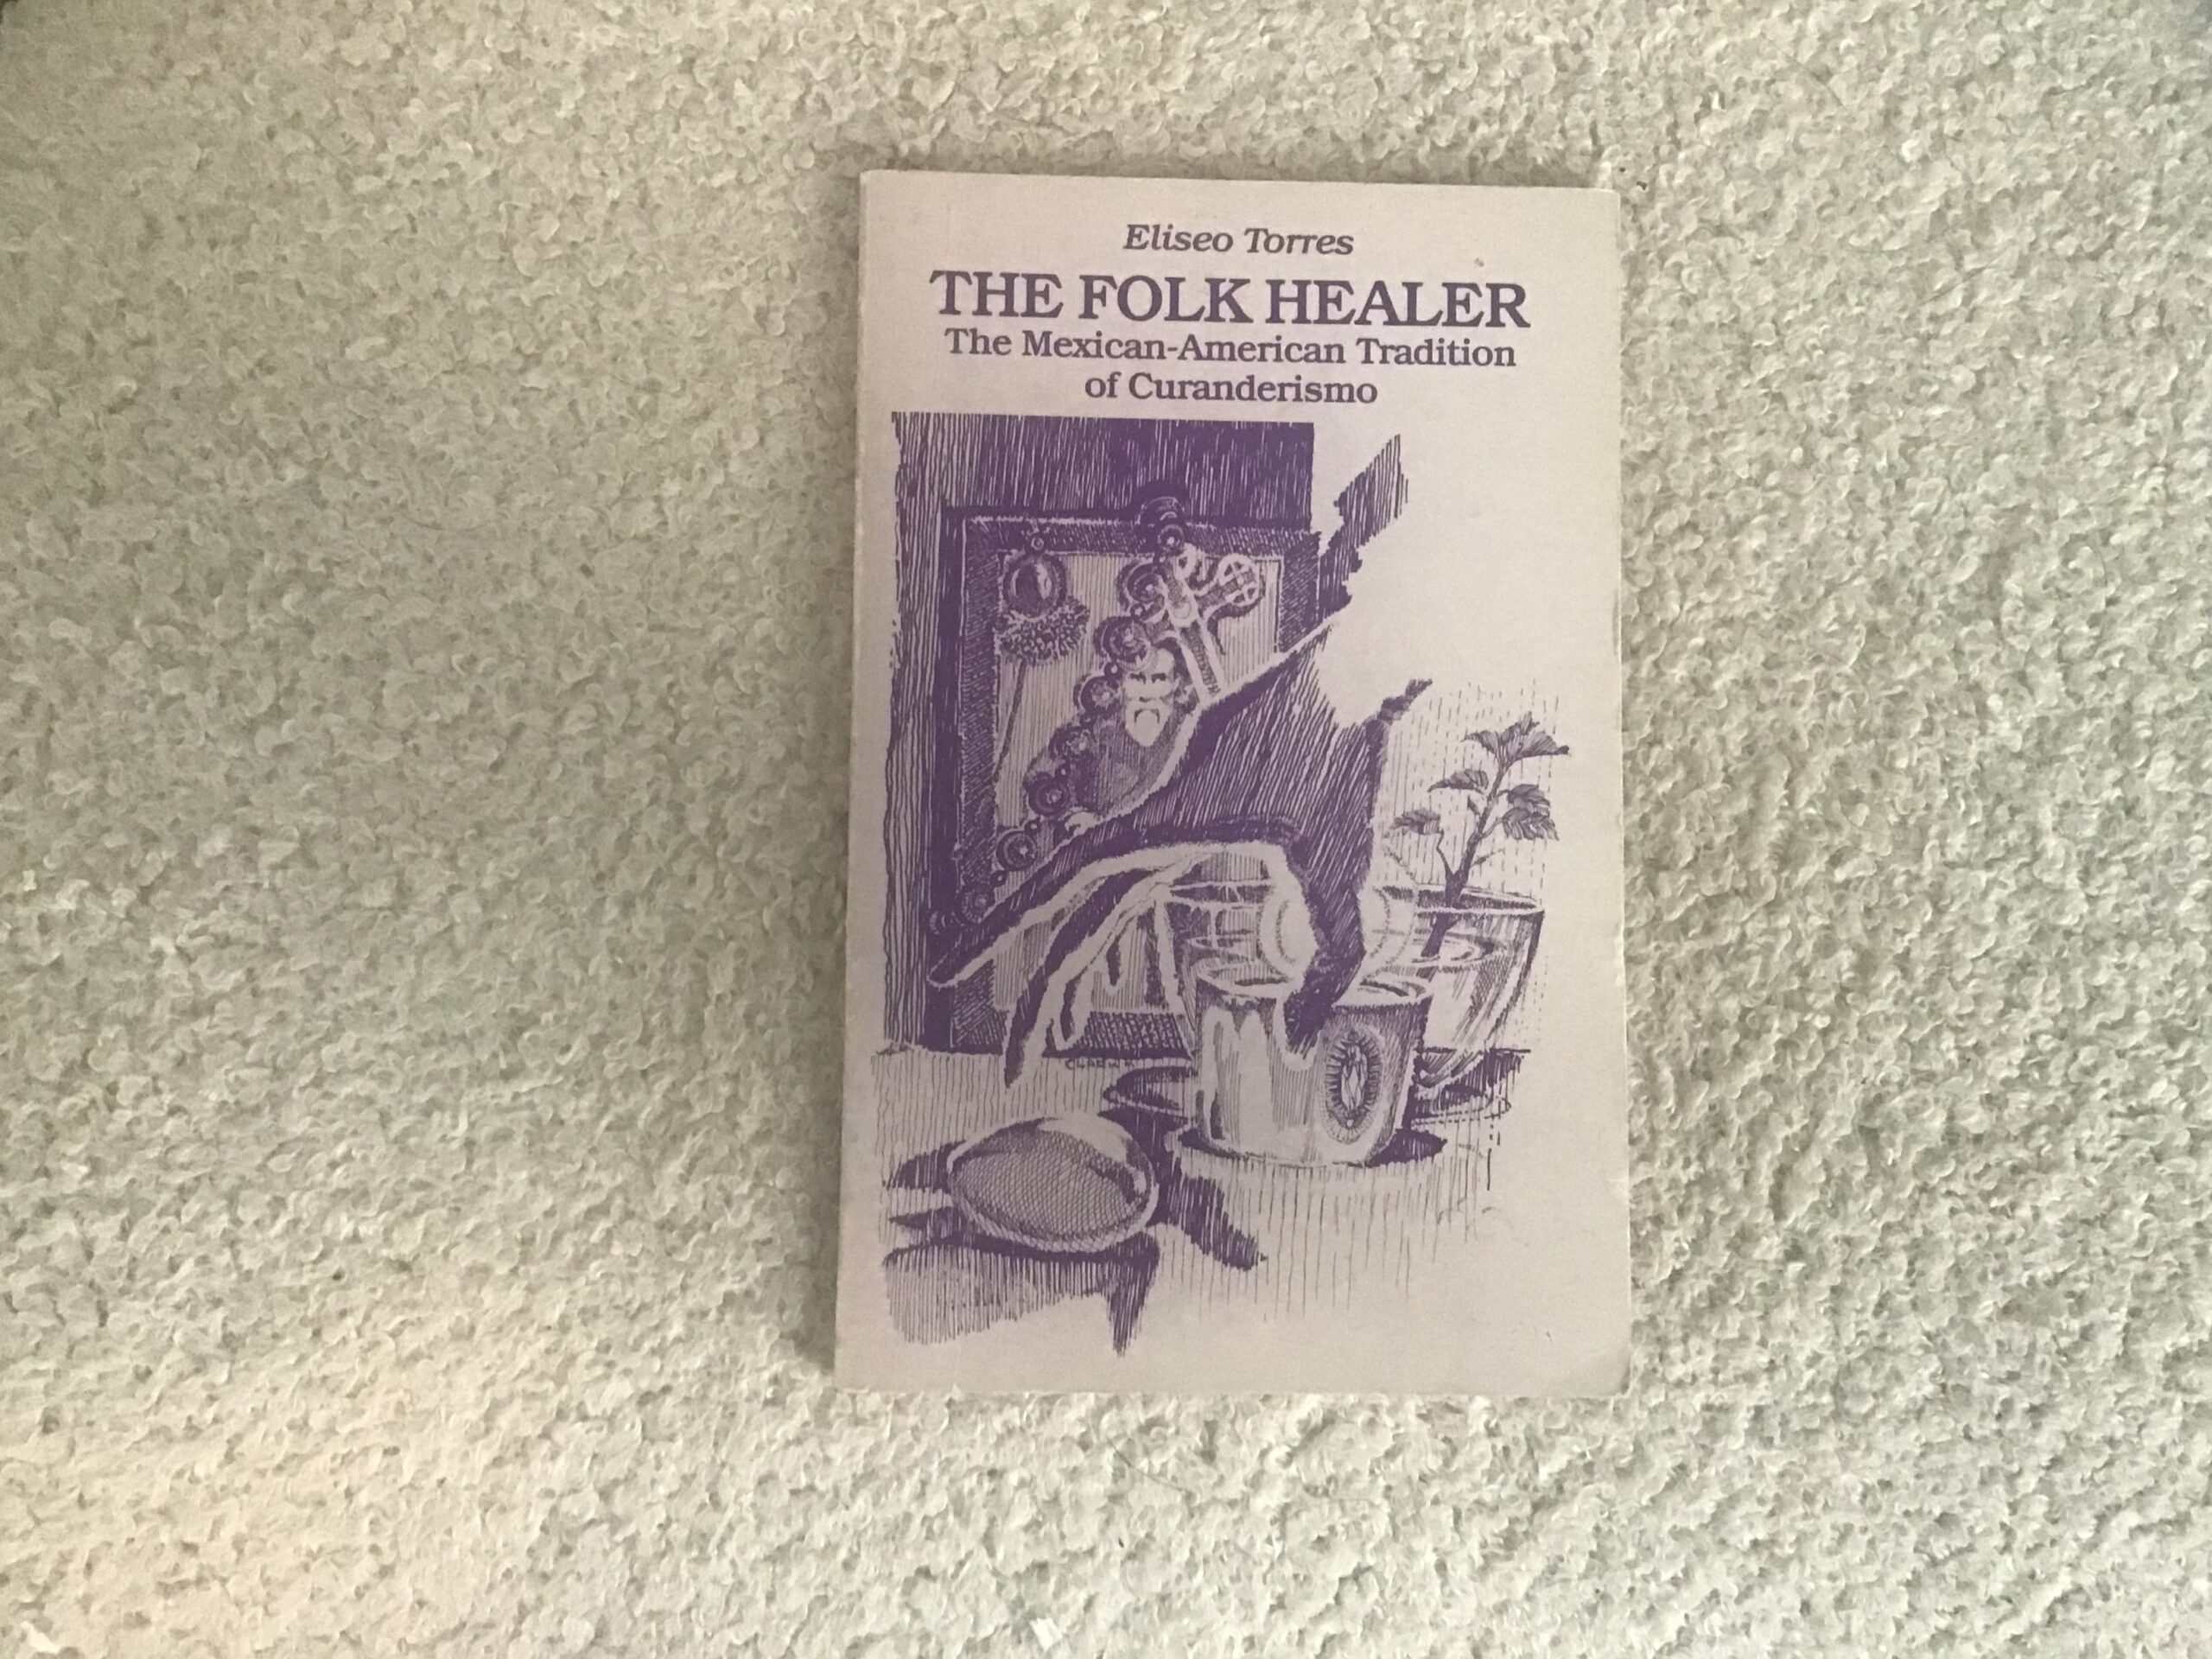 Eliseo Torres
THE FOLK HEALER
The Mexican-American Tradition
of Curanderismo